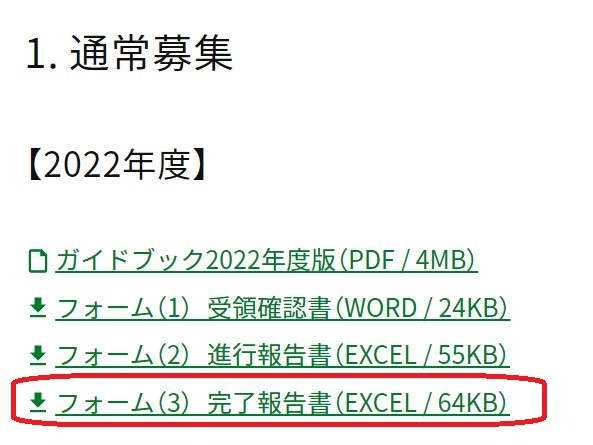 1. 通常募集
【2022年度】
ガイドブック2022年度版（PDF / 4MB）
フォーム（1） 受領確認書（WORD / 24KB）
フォーム（2） 進行報告書（EXCEL / 55KB）
フォーム（3） 完了報告書（EXCEL / 64KB）